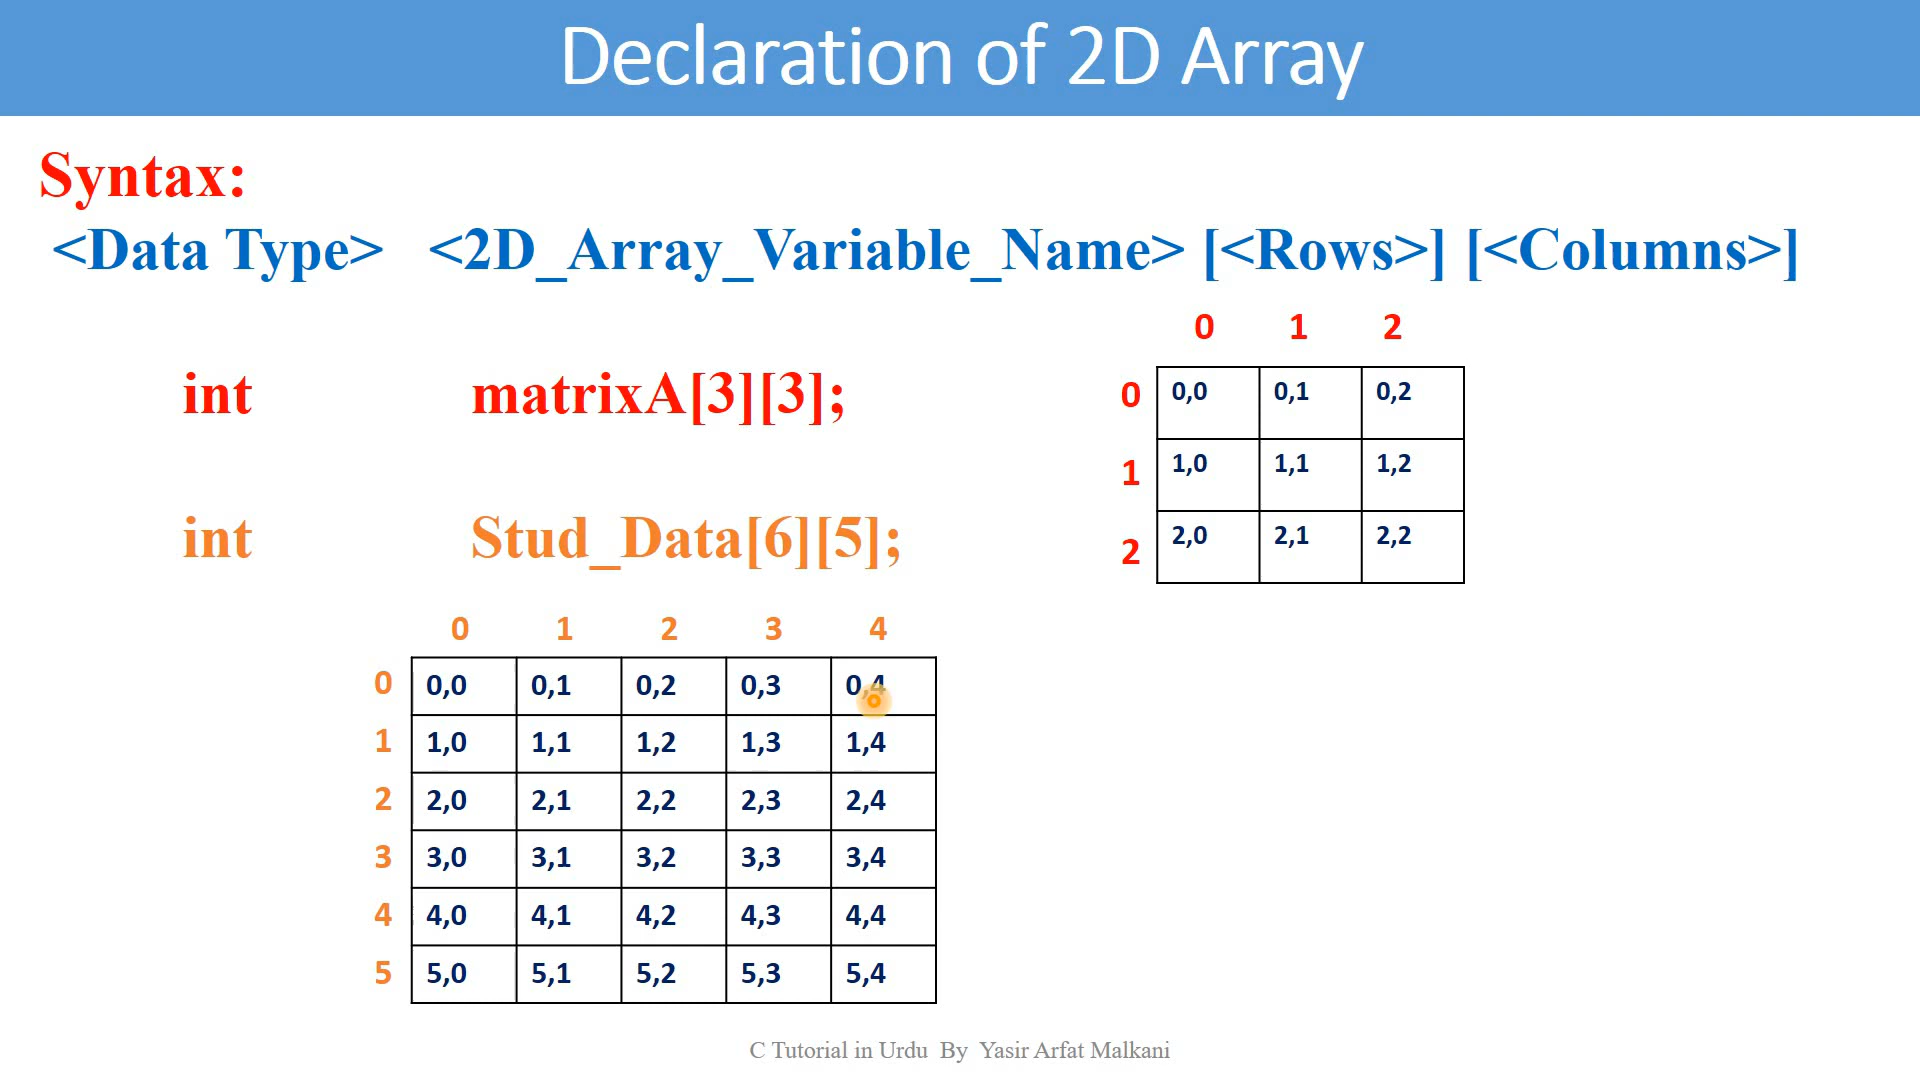 Declaration of 2D Array
Syntax:
<Data Type> <2D_Array_Variable_Name> [<Rows>] [<Columns>]
int matrixA[3][3];
0 1 2
0 0,0 0,1 0,2
1 1,0 1,1 1,2
2 2,0 2,1 2,2
int Stud_Data[6][5];
0 1 2 3 4
0 0,0 0,1 0,2 0,3 0,4
1 1,0 1,1 1,2 1,3 1,4
2 2,0 2,1 2,2 2,3 2,4
3 3,0 3,1 3,2 3,3 3,4
4 4,0 4,1 4,2 4,3 4,4
5 5,0 5,1 5,2 5,3 5,4
C Tutorial in Urdu By Yasir Arfat Malkani